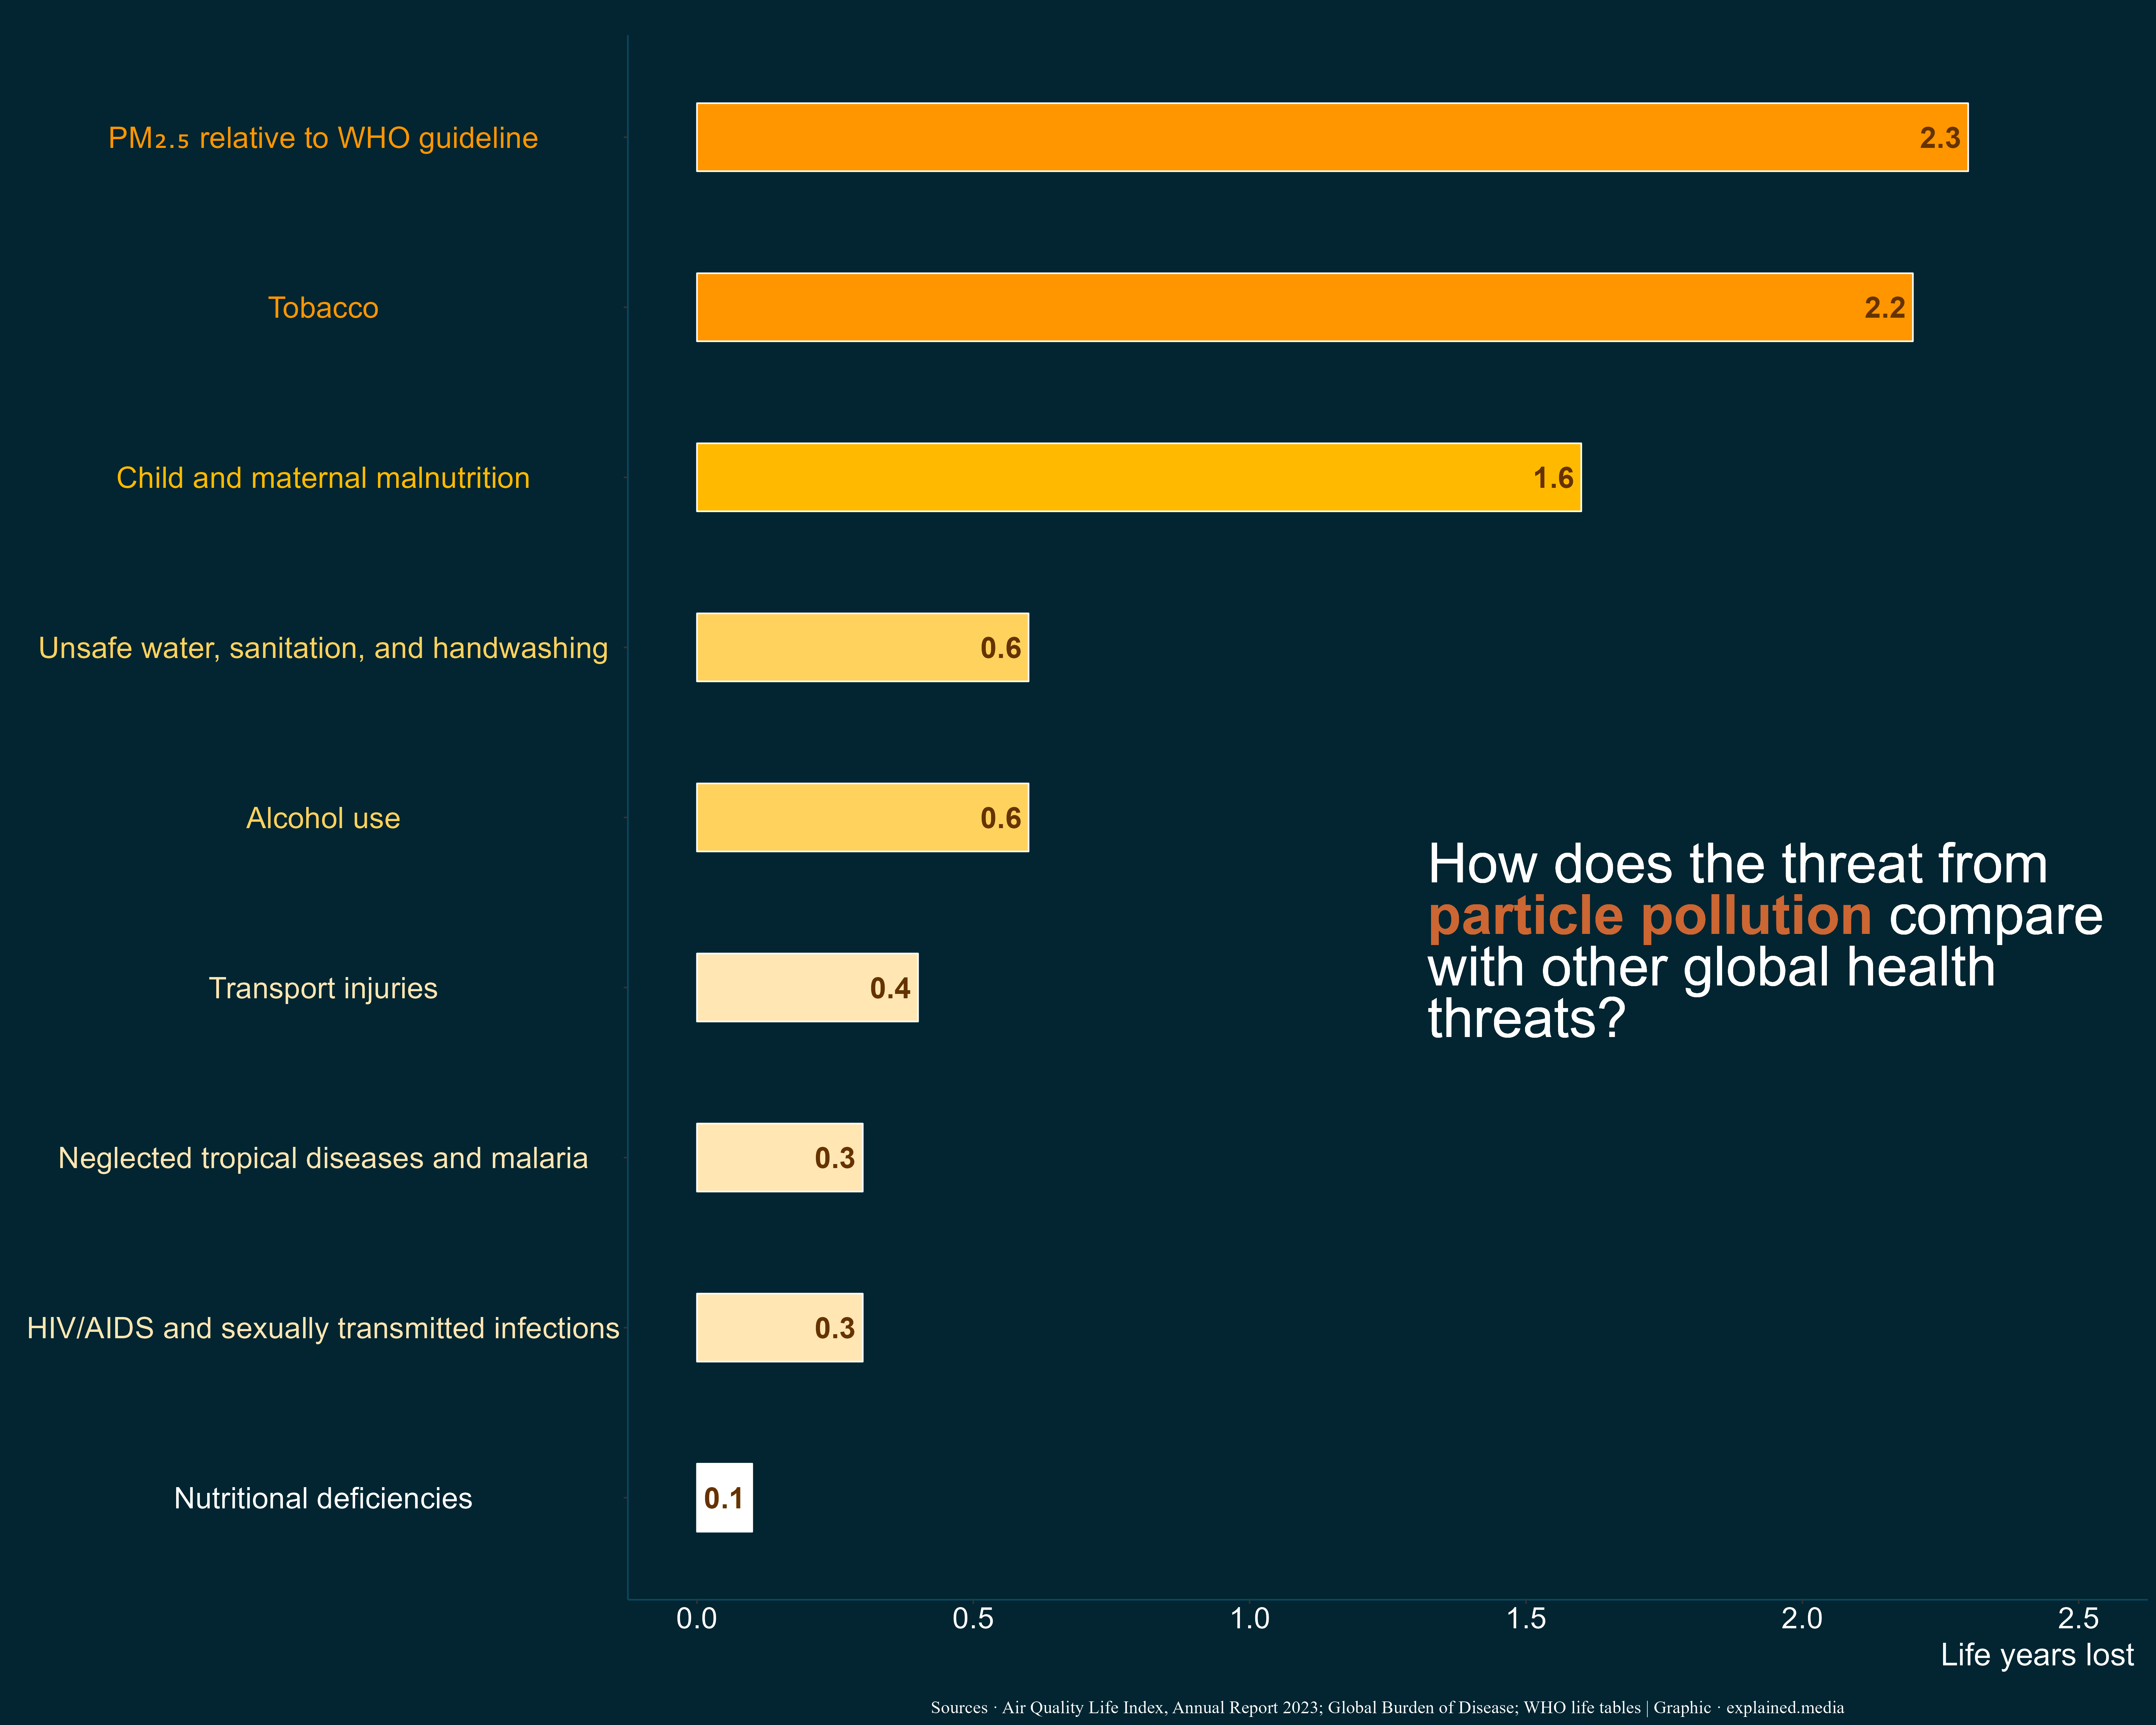 PM₂.₅ relative to WHO guideline
2.3
Tobacco
2.2
Child and maternal malnutrition
1.6
Unsafe water, sanitation, and handwashing
0.6
Alcohol use
0.6
How does the threat from
particle pollution compare
with other global health
threats?
Transport injuries
0.4
Neglected tropical diseases and malaria
0.3
HIV/AIDS and sexually transmitted infections
0.3
Nutritional deficiencies
0.1
0.0 0.5 1.0 1.5 2.0 2.5
Life years lost
Sources · Air Quality Life Index, Annual Report 2023; Global Burden of Disease; WHO life tables | Graphic · explained.media